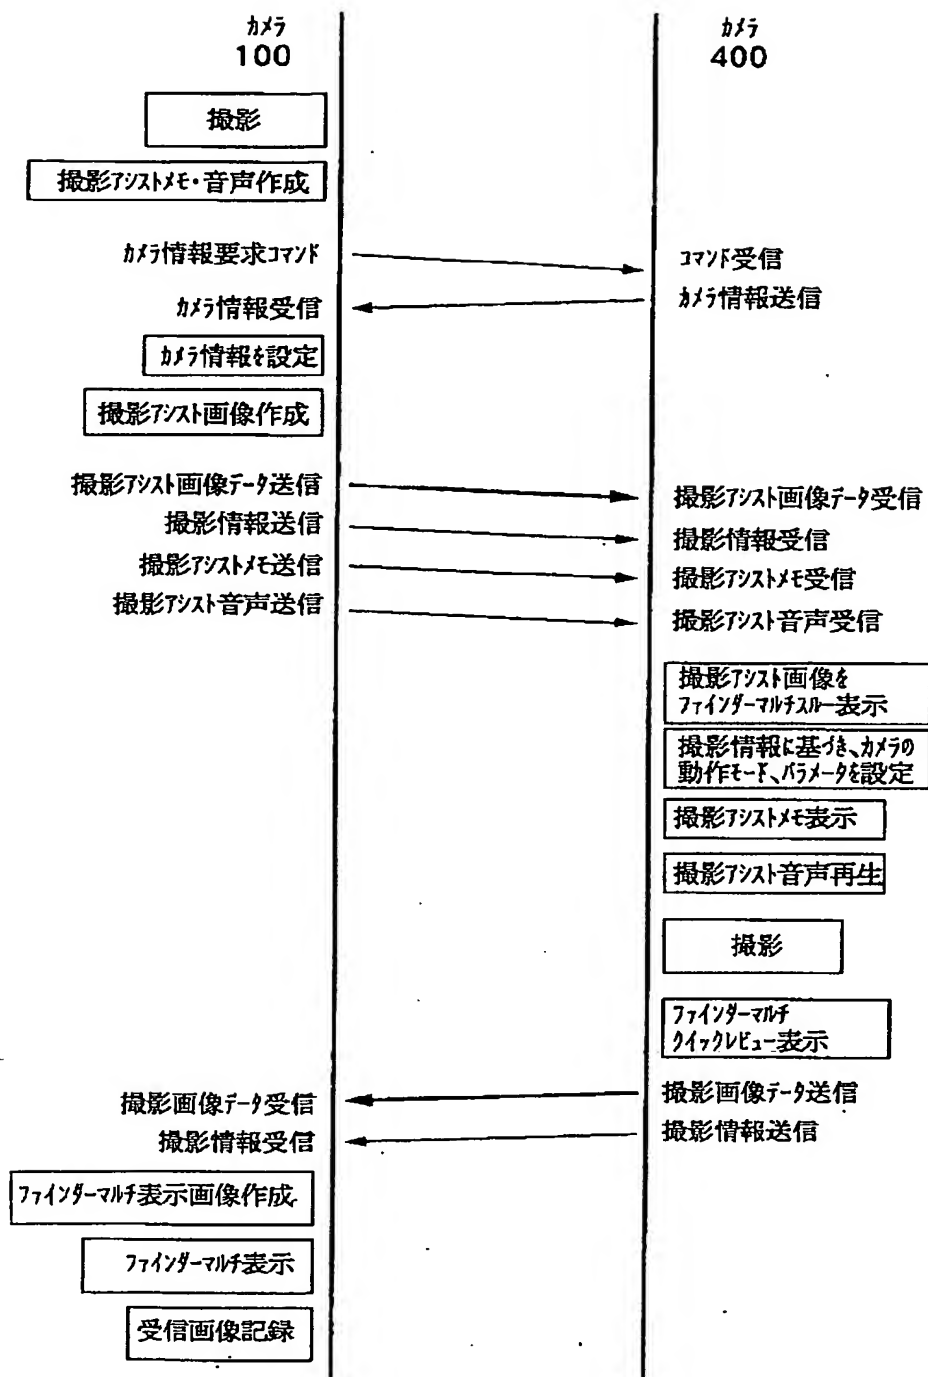 カメラ
100
カメラ
400
撮影
撮影アシストメモ・音声作成
カメラ情報要求コマンド
コマンド受信
カメラ情報受信
カメラ情報送信
カメラ情報を設定
撮影アシスト画像作成
撮影アシスト画像データ送信
撮影アシスト画像データ受信
撮影情報送信
撮影情報受信
撮影アシストメモ送信
撮影アシストメモ受信
撮影アシスト音声送信
撮影アシスト音声受信
撮影アシスト画像を
ファインダーマルチスルー表示
撮影情報に基づき、カメラの
動作モード、パラメータを設定
撮影アシストメモ表示
撮影アシスト音声再生
撮影
ファインダーマルチ
クイックレビュー表示
撮影画像データ受信
撮影画像データ送信
撮影情報受信
撮影情報送信
ファインダーマルチ表示画像作成
ファインダーマルチ表示
受信画像記録